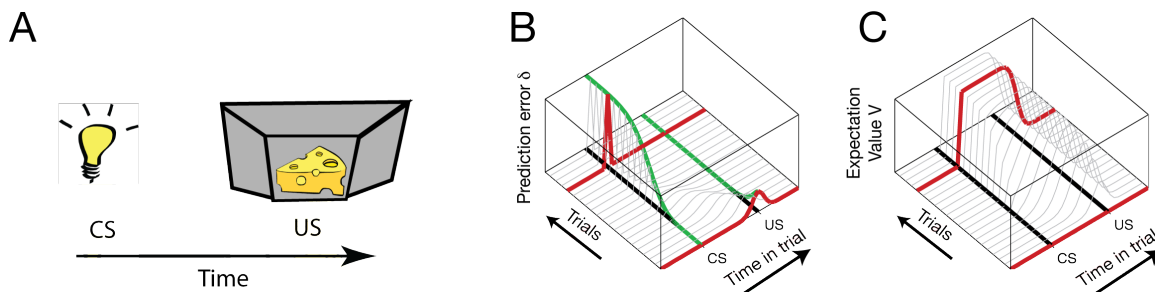 A
CS
US
Time
B
Prediction error δ
Trials
CS
US
Time in trial
C
Expectation
Value V
Trials
CS
US
Time in trial